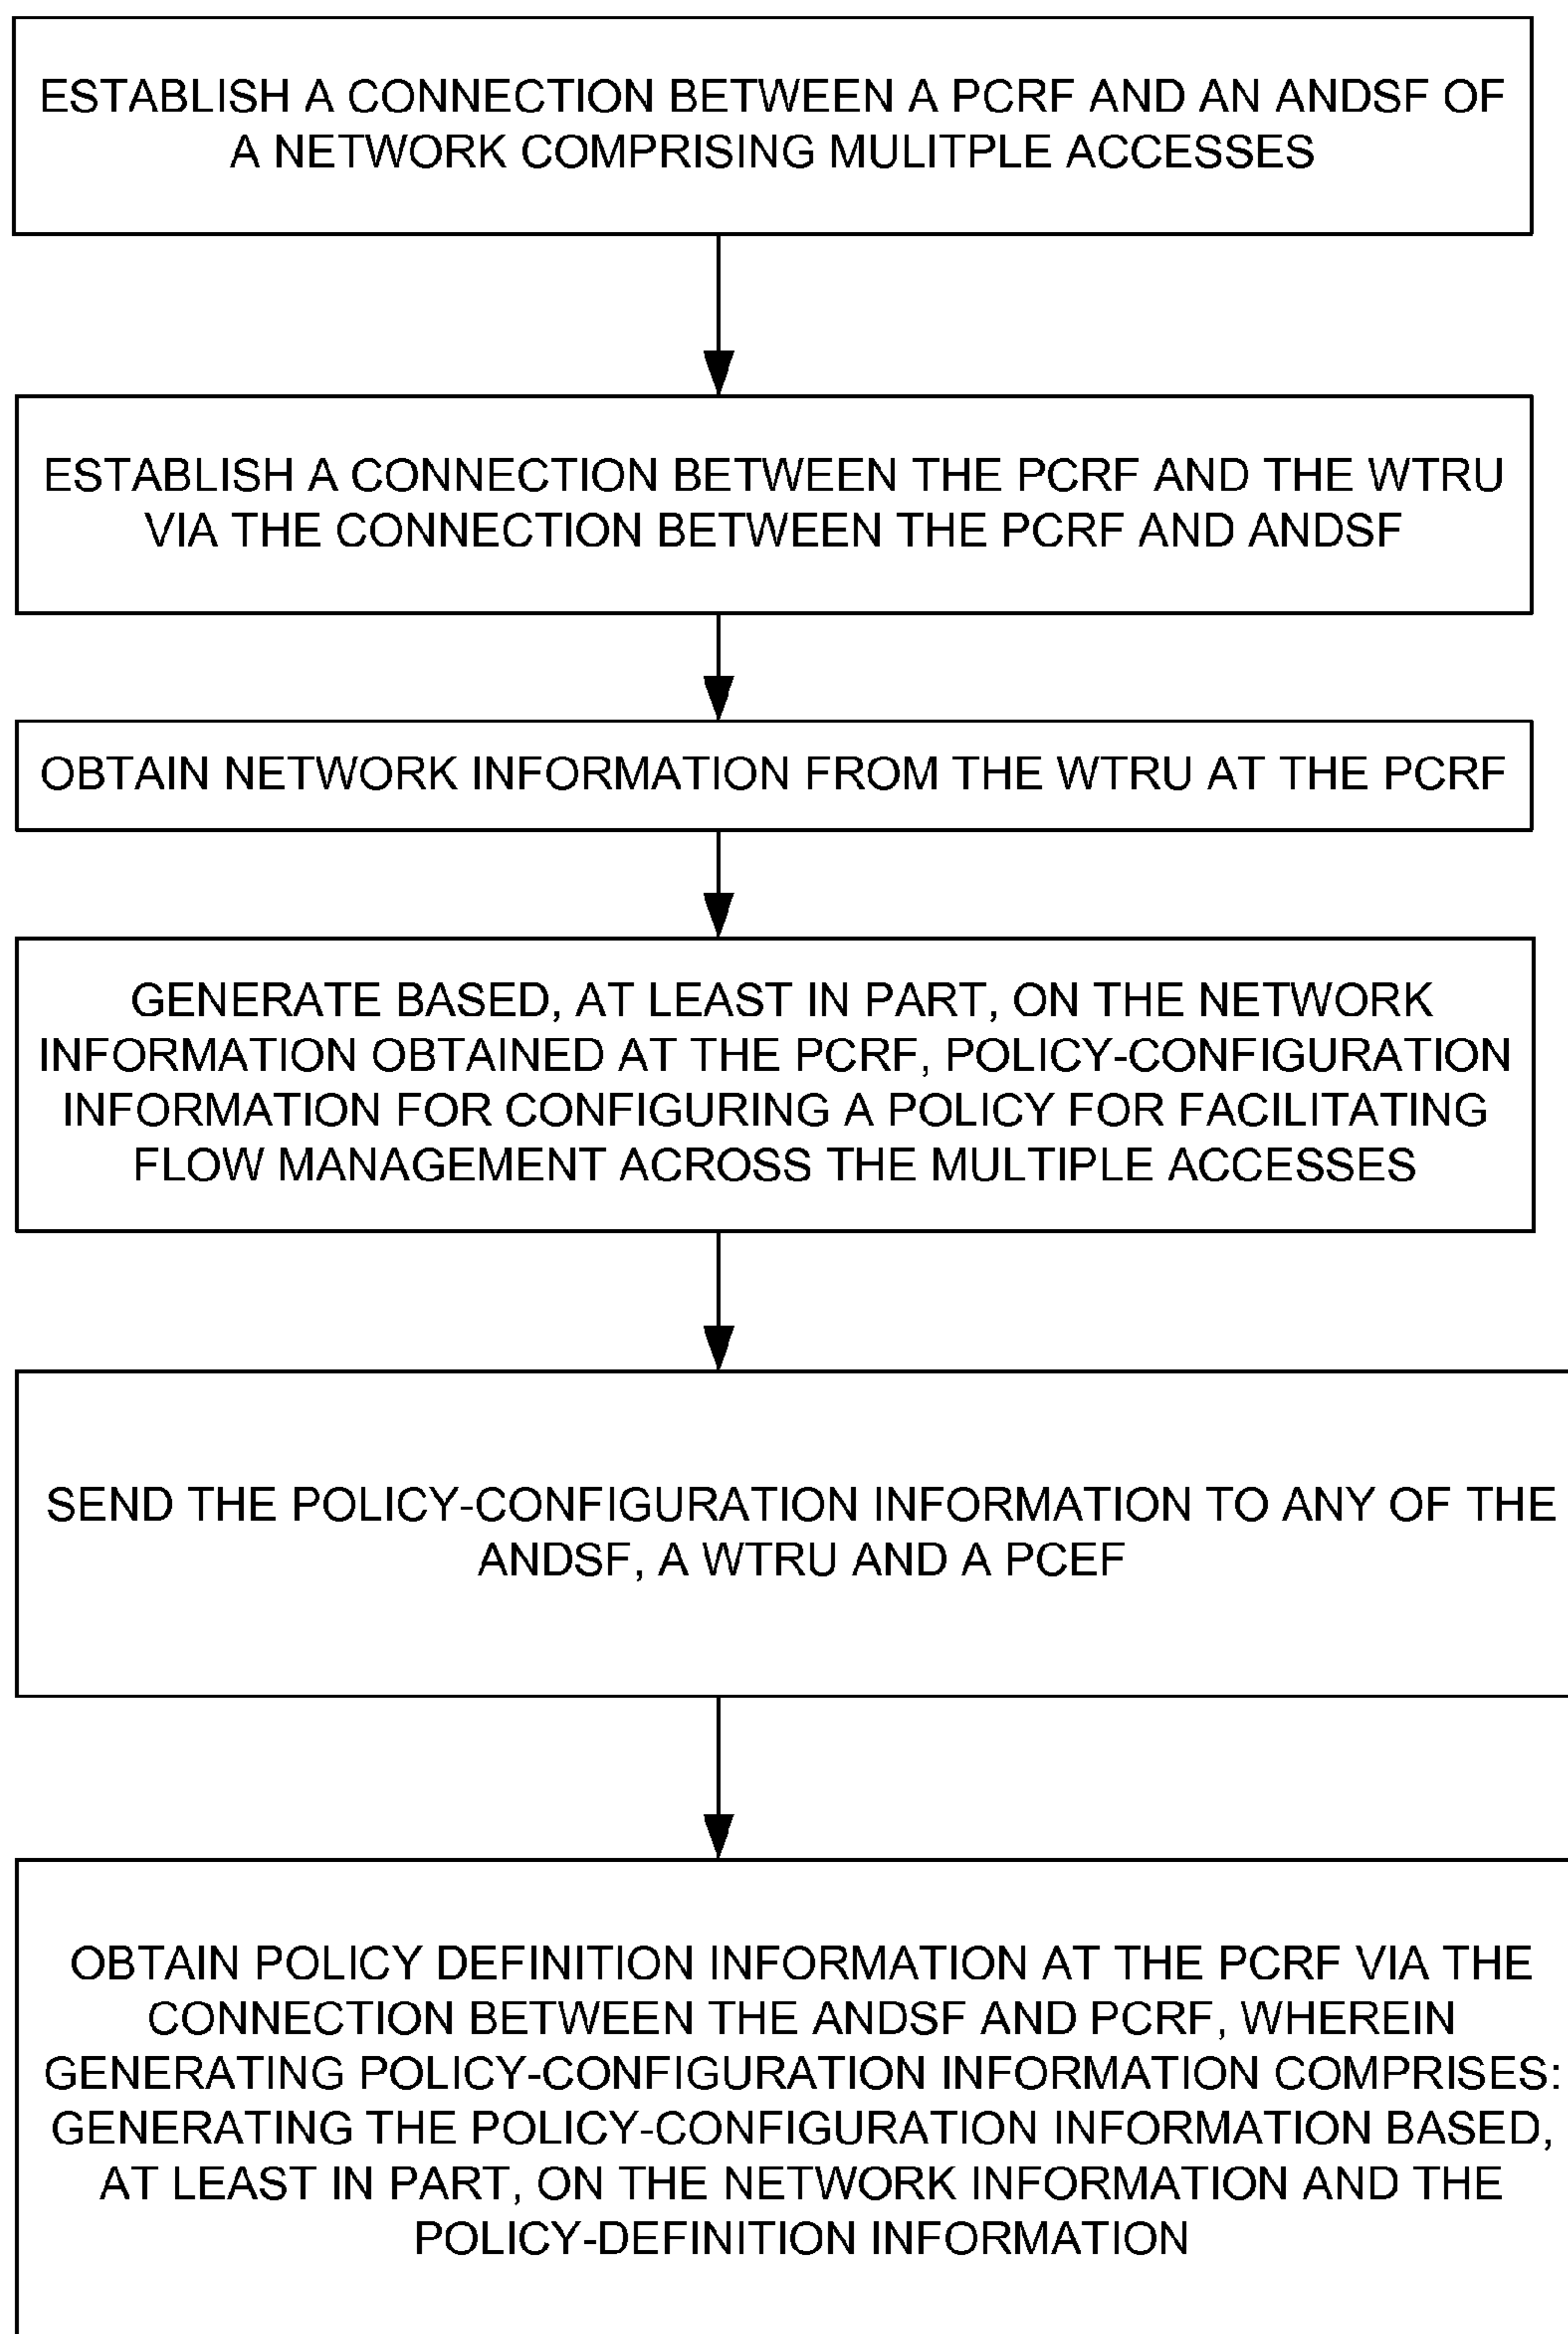 ESTABLISH A CONNECTION BETWEEN A PCRF AND AN ANDSF OF
A NETWORK COMPRISING MULITPLE ACCESSES
ESTABLISH A CONNECTION BETWEEN THE PCRF AND THE WTRU
VIA THE CONNECTION BETWEEN THE PCRF AND ANDSF
OBTAIN NETWORK INFORMATION FROM THE WTRU AT THE PCRF
GENERATE BASED, AT LEAST IN PART, ON THE NETWORK
INFORMATION OBTAINED AT THE PCRF, POLICY-CONFIGURATION
INFORMATION FOR CONFIGURING A POLICY FOR FACILITATING
FLOW MANAGEMENT ACROSS THE MULTIPLE ACCESSES
SEND THE POLICY-CONFIGURATION INFORMATION TO ANY OF THE
ANDSF, A WTRU AND A PCEF
OBTAIN POLICY DEFINITION INFORMATION AT THE PCRF VIA THE
CONNECTION BETWEEN THE ANDSF AND PCRF, WHEREIN
GENERATING POLICY-CONFIGURATION INFORMATION COMPRISES:
GENERATING THE POLICY-CONFIGURATION INFORMATION BASED,
AT LEAST IN PART, ON THE NETWORK INFORMATION AND THE
POLICY-DEFINITION INFORMATION